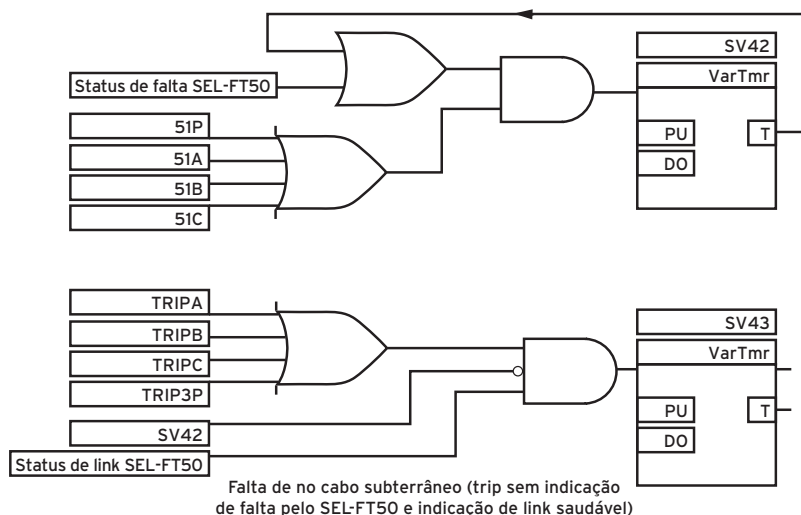 SV42
VarTmr
Status de falta SEL-FT50
51P
PU
T
51A
DO
51B
51C
TRIPA
SV43
TRIPB
VarTmr
TRIPC
TRIP3P
PU
T
SV42
DO
Status de link SEL-FT50
Falta de no cabo subterrâneo (trip sem indicação
de falta pelo SEL-FT50 e indicação de link saudável)